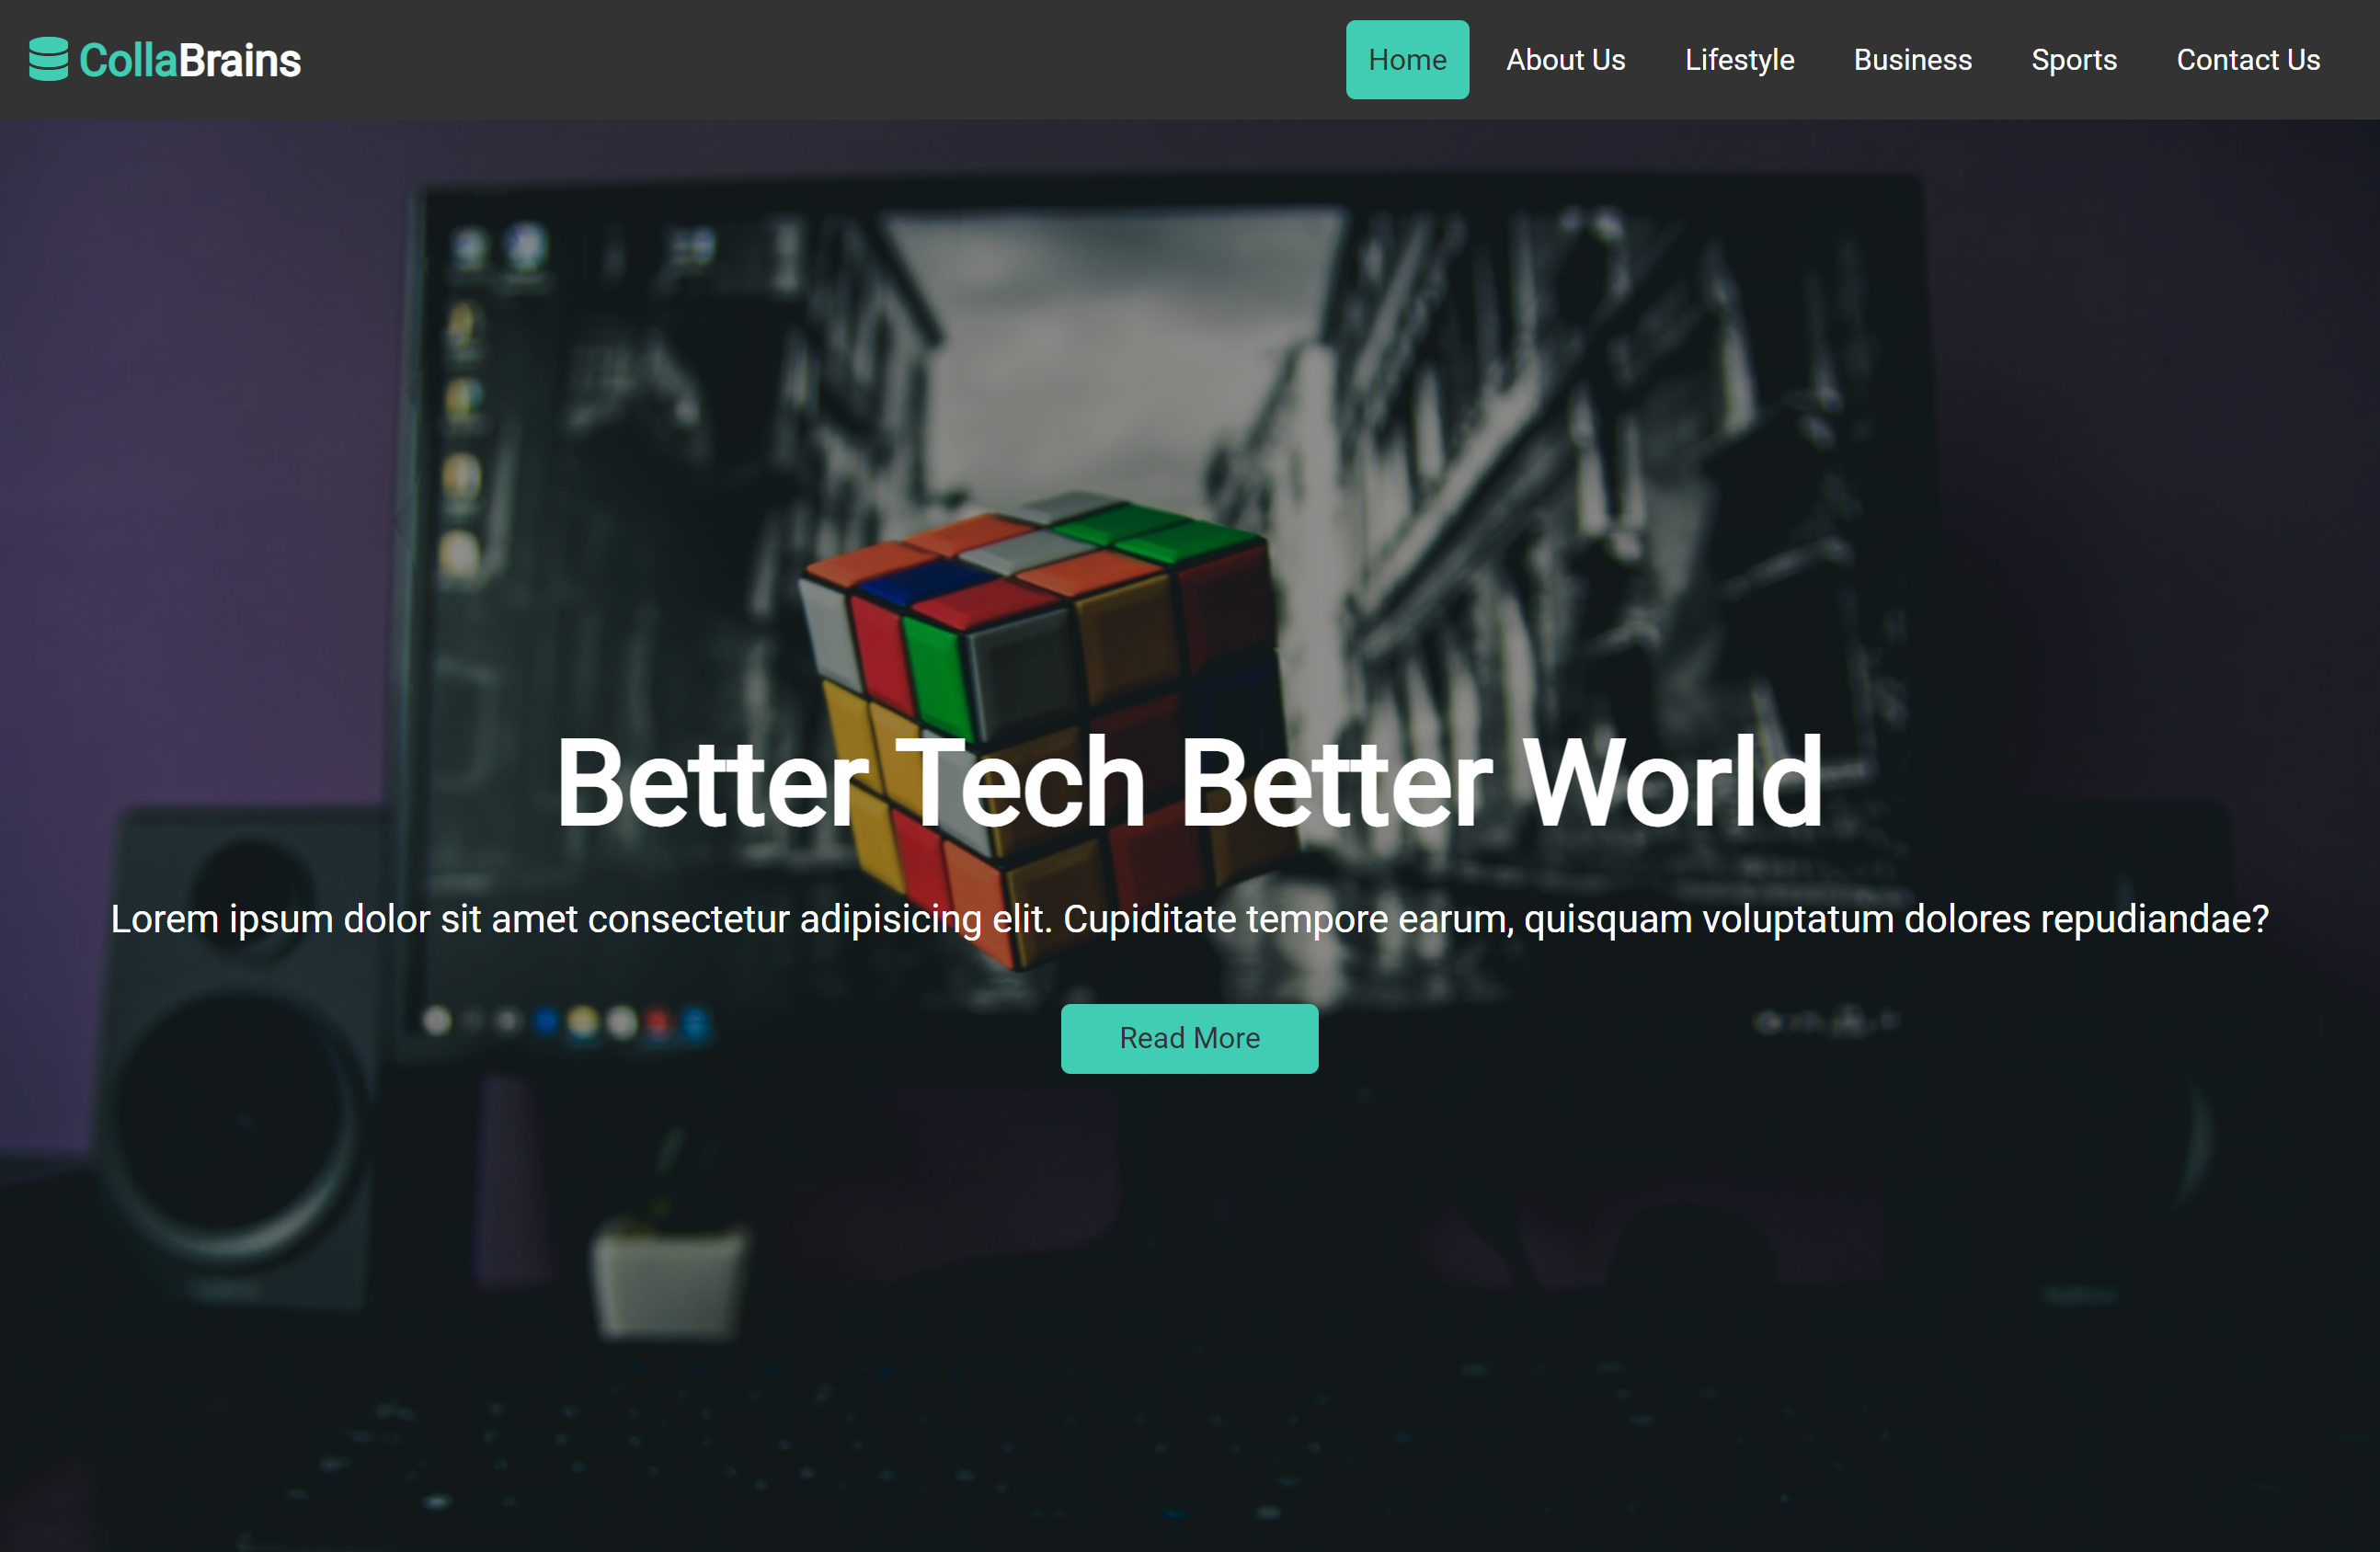 CollaBrains
Home About Us Lifestyle Business Sports Contact Us
Better Tech Better World
Lorem ipsum dolor sit amet consectetur adipisicing elit. Cupiditate tempore earum, quisquam voluptatum dolores repudiandae?
Read More